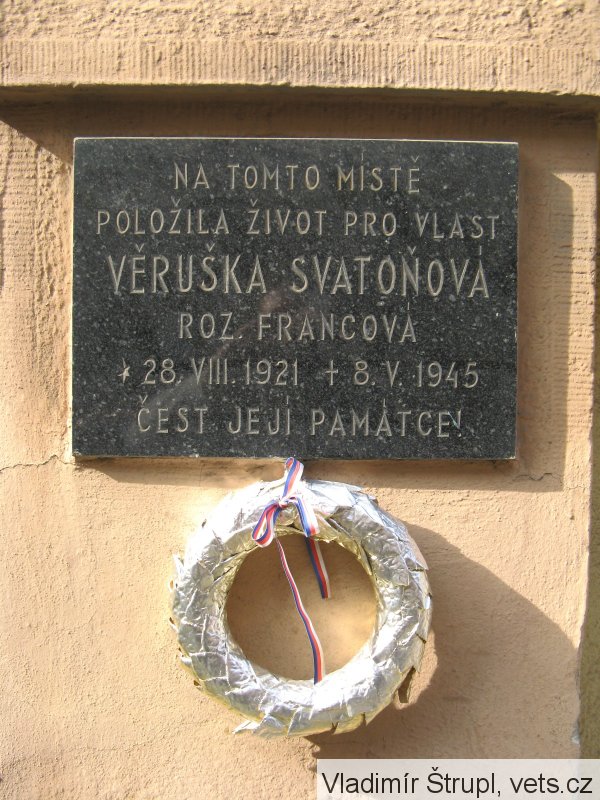 NA TOMTO MÍSTĚ
POLOŽILA ŽIVOT PRO VLAST
VĚRUŠKA SVATOŇOVÁ
ROZ. FRANCOVÁ
* 28. VIII. 1921 + 8. V. 1945
ČEST JEJÍ PAMÁTCE!
Vladimír Štrupl, vets.cz